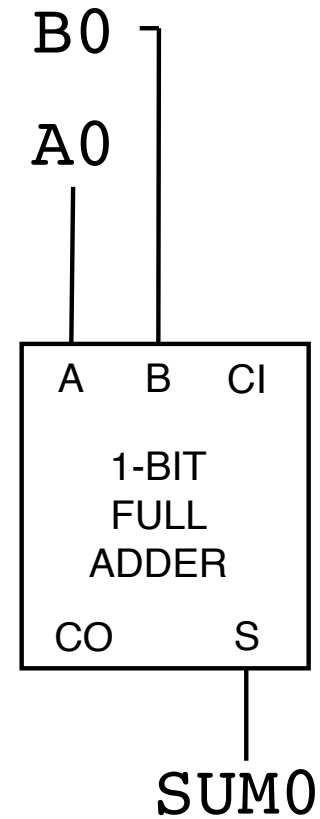 B0
A0
A B CI
1-BIT
FULL
ADDER
CO S
SUM0